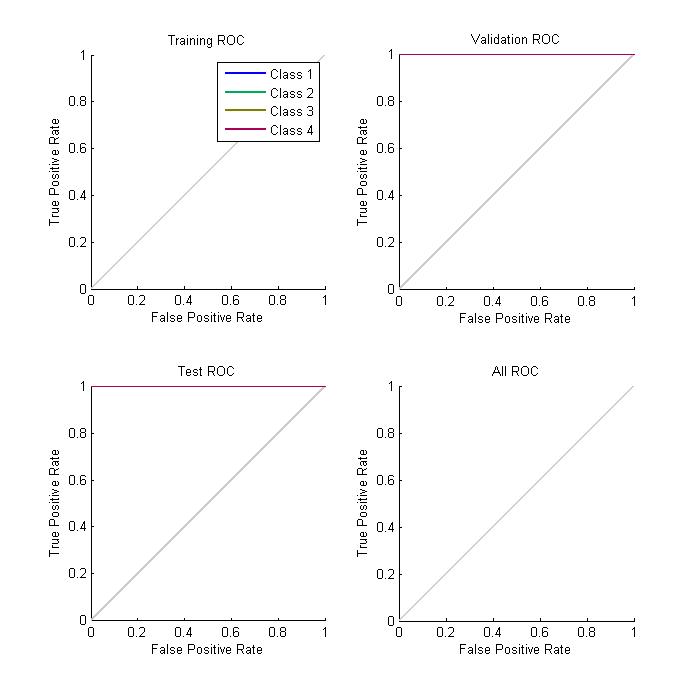 Training ROC
1
0.8
0.6
0.4
0.2
0
True Positive Rate
Class 1
Class 2
Class 3
Class 4
0 0.2 0.4 0.6 0.8 1
False Positive Rate
Validation ROC
1
0.8
0.6
0.4
0.2
0
True Positive Rate
0 0.2 0.4 0.6 0.8 1
False Positive Rate
Test ROC
1
0.8
0.6
0.4
0.2
0
True Positive Rate
0 0.2 0.4 0.6 0.8 1
False Positive Rate
All ROC
1
0.8
0.6
0.4
0.2
0
True Positive Rate
0 0.2 0.4 0.6 0.8 1
False Positive Rate